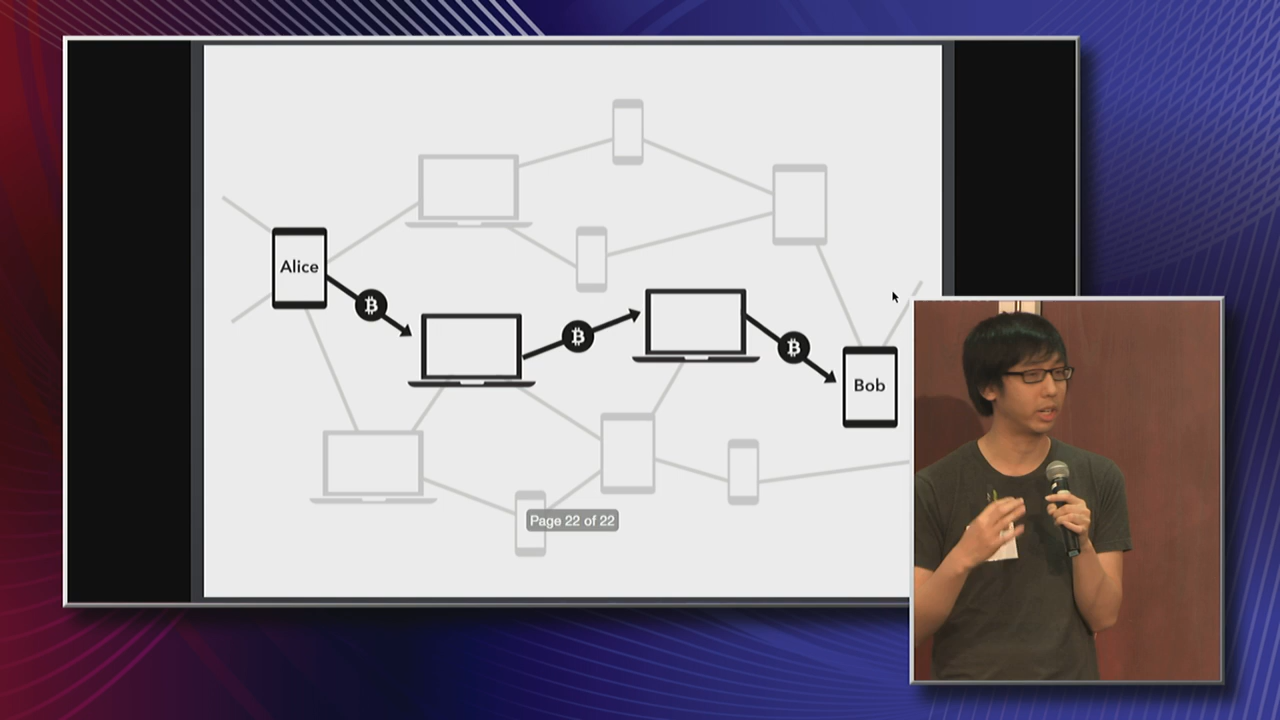 Alice
₿
₿
₿
Bob
Page 22 of 22